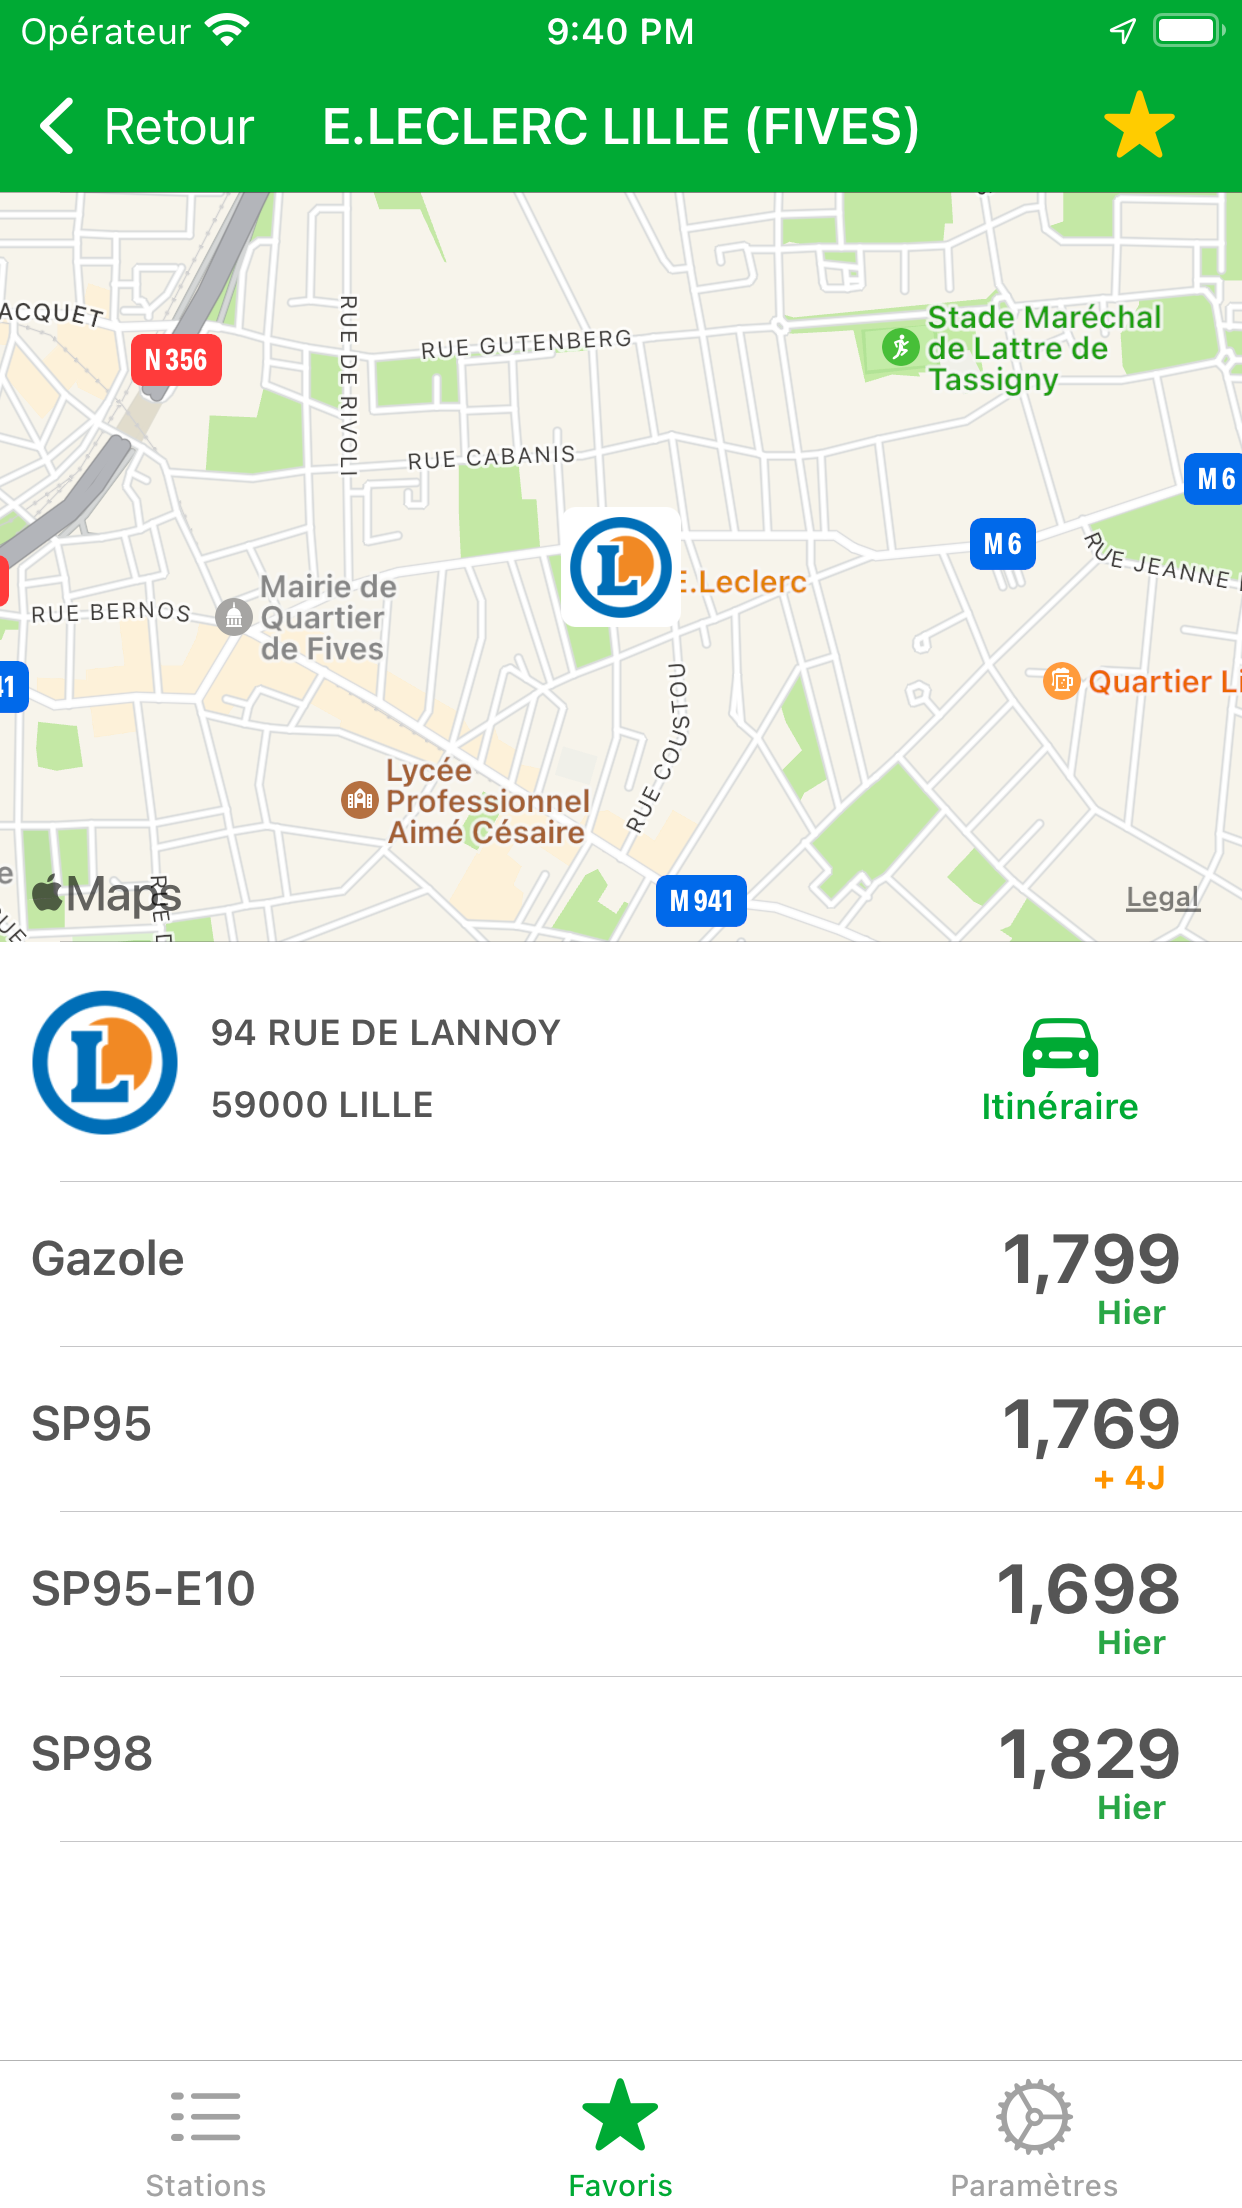 Opérateur 9:40 PM
Retour E.LECLERC LILLE (FIVES)
ACQUET
N 356
RUE DE RIVOLI
RUE GUTENBERG
Stade Maréchal
de Lattre de
Tassigny
RUE CABANIS
M 6
M 6
RUE JEANNE
E.Leclerc
Mairie de
Quartier
de Fives
RUE BERNOS
41
Quartier Li
RUE COUSTOU
Lycée
Professionnel
Aimé Césaire
M 941
Maps
RUE D
Legal
94 RUE DE LANNOY
59000 LILLE
Itinéraire
Gazole 1,799
Hier
SP95 1,769
+ 4J
SP95-E10 1,698
Hier
SP98 1,829
Hier
Stations Favoris Paramètres